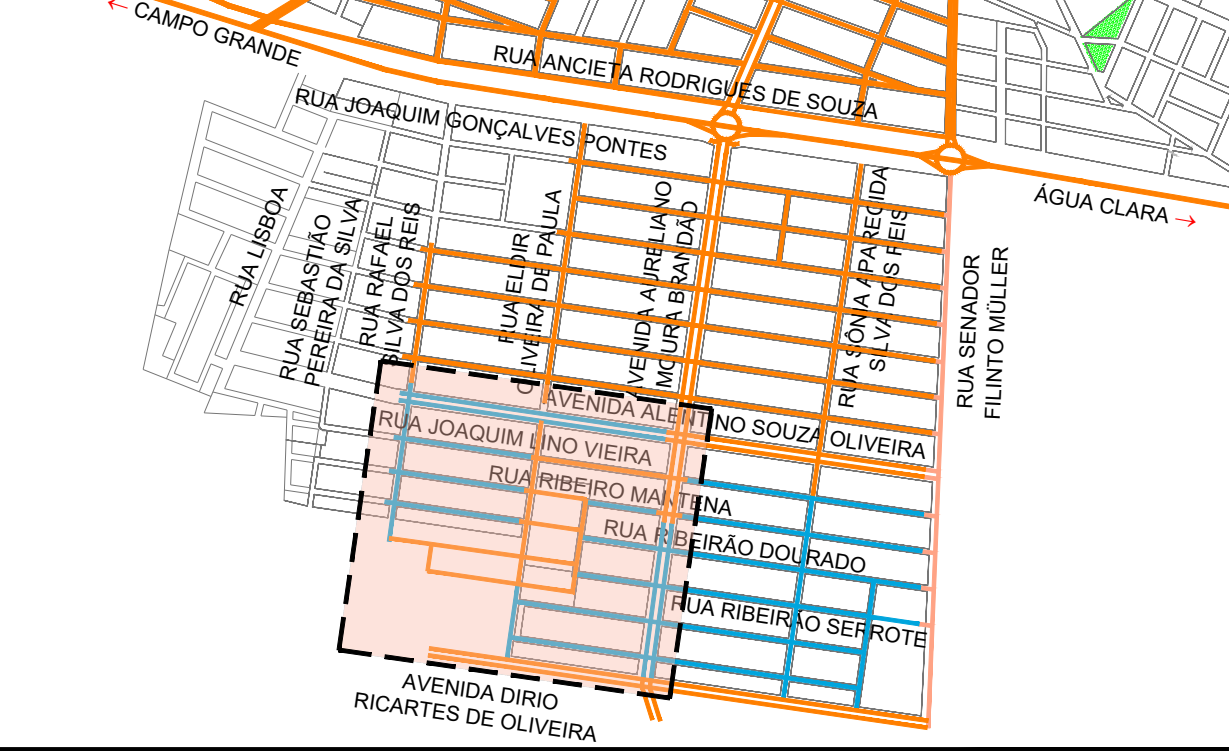 ← CAMPO GRANDE
RUA ANCIETA RODRIGUES DE SOUZA
RUA JOAQUIM GONÇALVES PONTES
ÁGUA CLARA →
RUA LISBOA
RUA SEBASTIÃO
PEREIRA DA SILVA
RUA RAFAEL
SILVA DOS REIS
RUA ELDIR
OLIVEIRA DE PAULA
AVENIDA AURELIANO
MOURA BRANDÃO
RUA SÔNIA APARECIDA
SILVA DOS REIS
RUA SENADOR
FILINTO MÜLLER
AVENIDA ALENTINO SOUZA OLIVEIRA
RUA JOAQUIM LINO VIEIRA
RUA RIBEIRO MANTENA
RUA RIBEIRÃO DOURADO
RUA RIBEIRÃO SERROTE
AVENIDA DIRIO
RICARTES DE OLIVEIRA